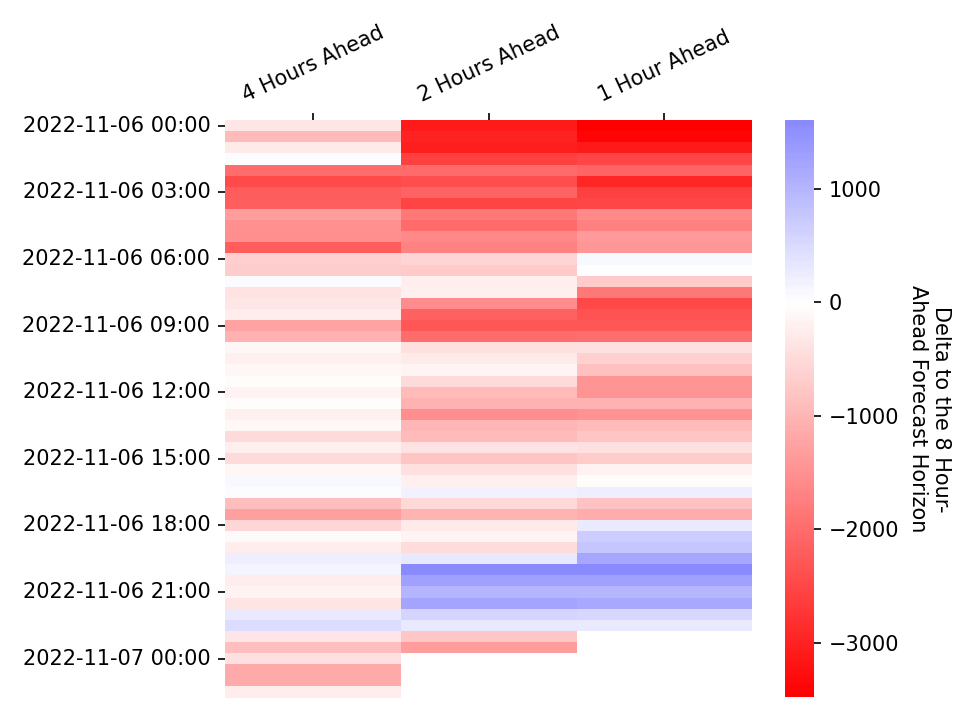 4 Hours Ahead
2 Hours Ahead
1 Hour Ahead
2022-11-06 00:00
2022-11-06 03:00
2022-11-06 06:00
2022-11-06 09:00
2022-11-06 12:00
2022-11-06 15:00
2022-11-06 18:00
2022-11-06 21:00
2022-11-07 00:00
1000
0
−1000
−2000
−3000
Delta to the 8 Hour-
Ahead Forecast Horizon